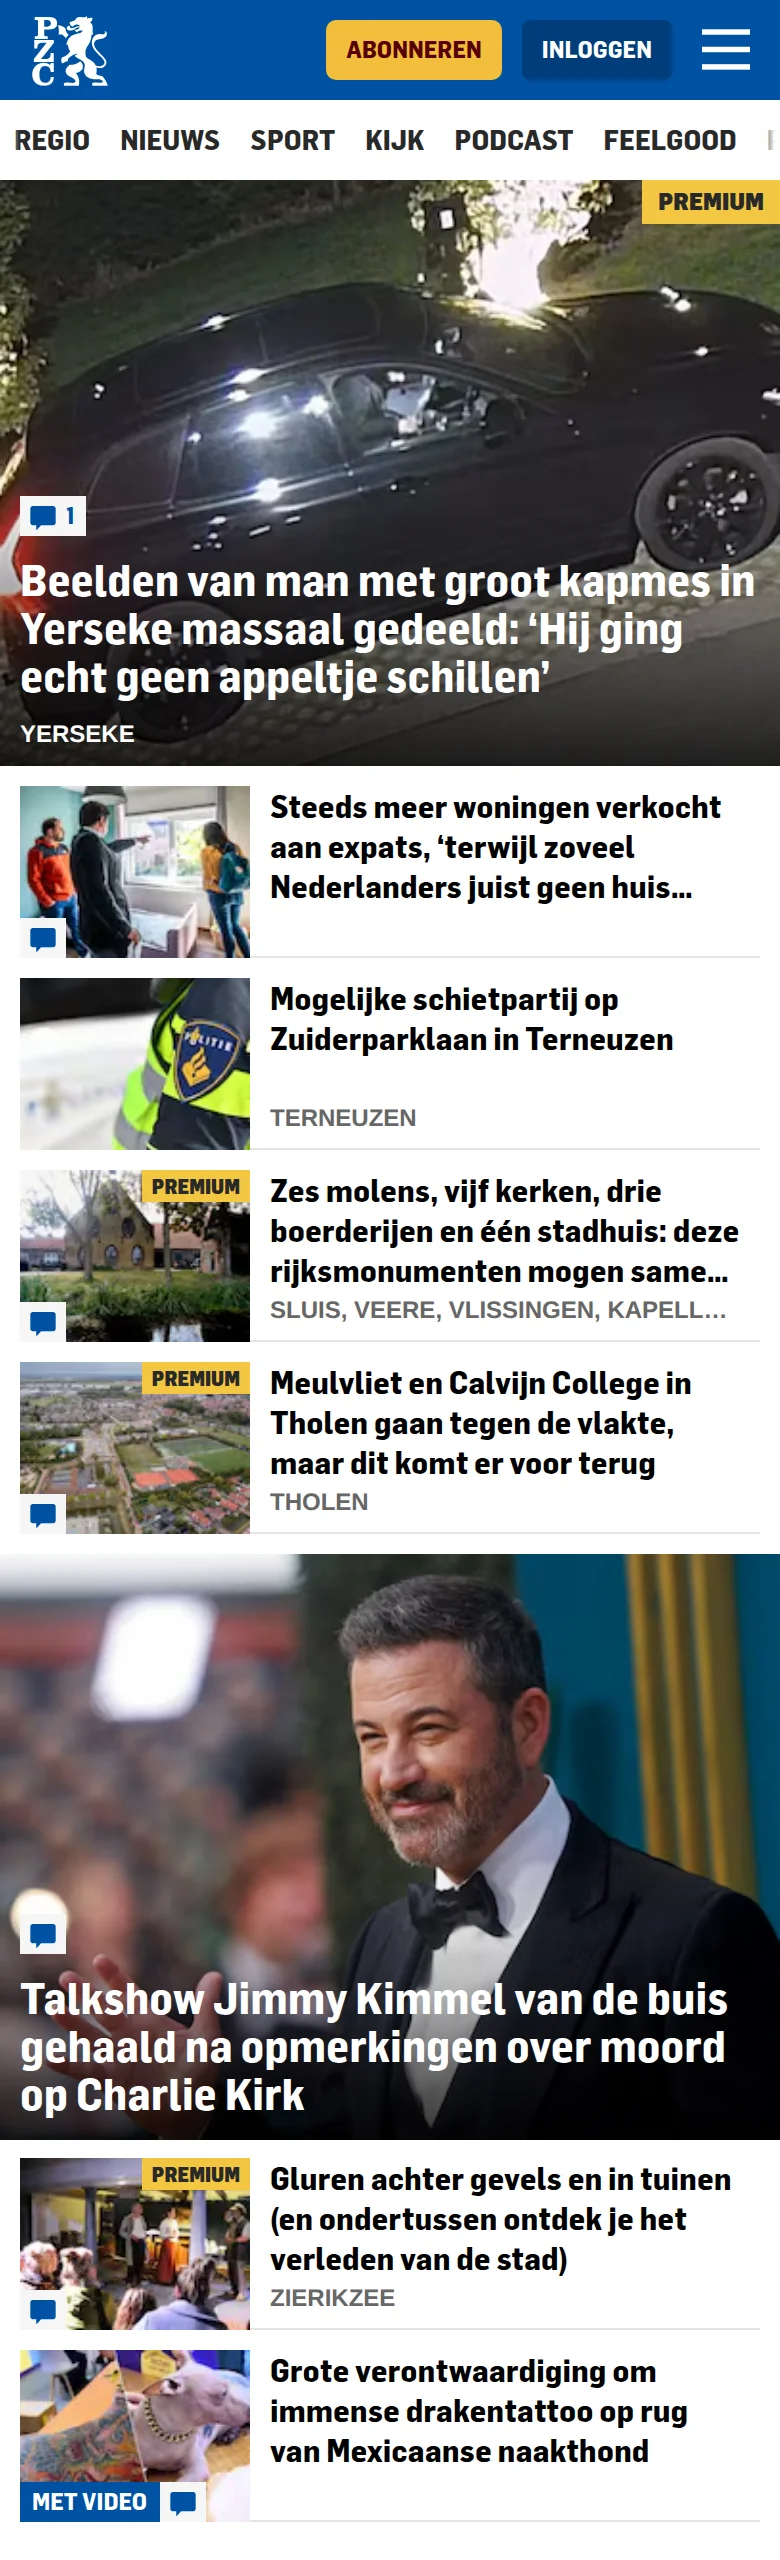 PZC
ABONNEREN
INLOGGEN
REGIO NIEUWS SPORT KIJK PODCAST FEELGOOD
PREMIUM
1
Beelden van man met groot kapmes in
Yerseke massaal gedeeld: ‘Hij ging
echt geen appeltje schillen’
YERSEKE
Steeds meer woningen verkocht
aan expats, ‘terwijl zoveel
Nederlanders juist geen huis...
POLITIE
Mogelijke schietpartij op
Zuiderparklaan in Terneuzen
TERNEUZEN
PREMIUM
Zes molens, vijf kerken, drie
boerderijen en één stadhuis: deze
rijksmonumenten mogen same...
SLUIS, VEERE, VLISSINGEN, KAPELL...
PREMIUM
Meulvliet en Calvijn College in
Tholen gaan tegen de vlakte,
maar dit komt er voor terug
THOLEN
Talkshow Jimmy Kimmel van de buis
gehaald na opmerkingen over moord
op Charlie Kirk
PREMIUM
Gluren achter gevels en in tuinen
(en ondertussen ontdek je het
verleden van de stad)
ZIERIKZEE
Grote verontwaardiging om
immense drakentattoo op rug
van Mexicaanse naakthond
MET VIDEO